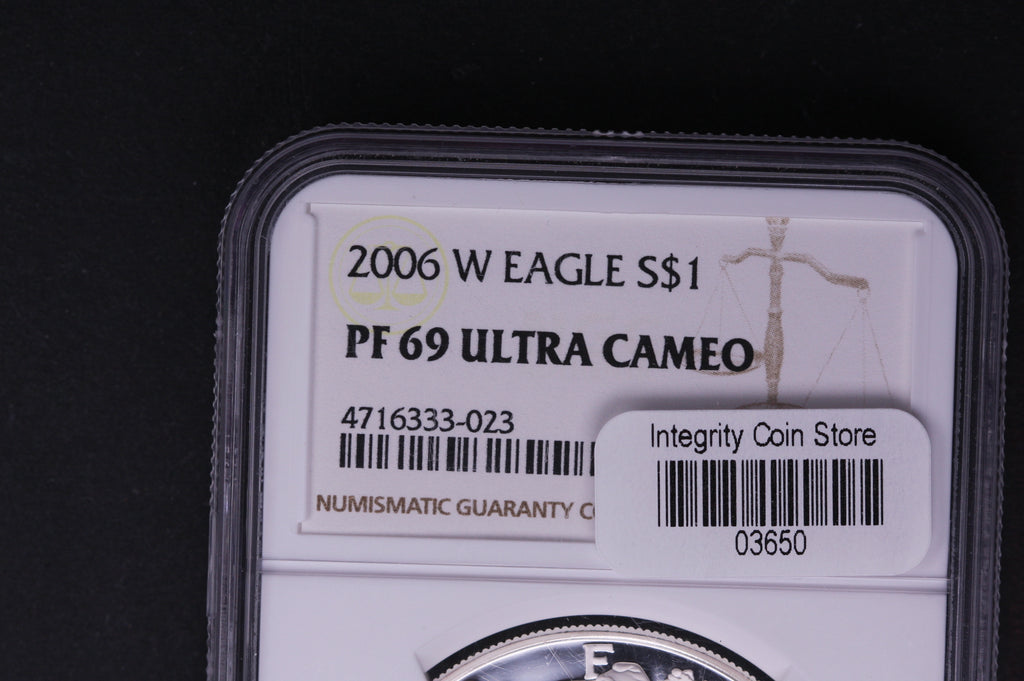 2006 W EAGLE S$1
PF 69 ULTRA CAMEO
4716333-023
NUMISMATIC GUARANTY
Integrity Coin Store
03650
F